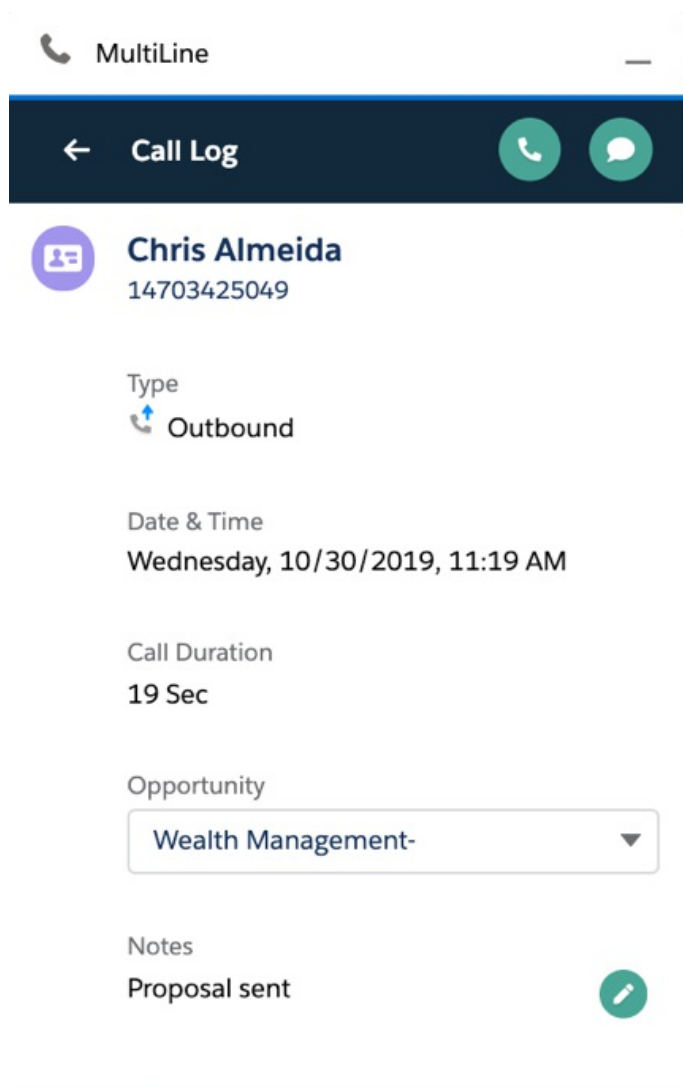 MultiLine
Call Log
Chris Almeida
14703425049
Type
Outbound
Date & Time
Wednesday, 10/30/2019, 11:19 AM
Call Duration
19 Sec
Opportunity
Wealth Management-
Notes
Proposal sent